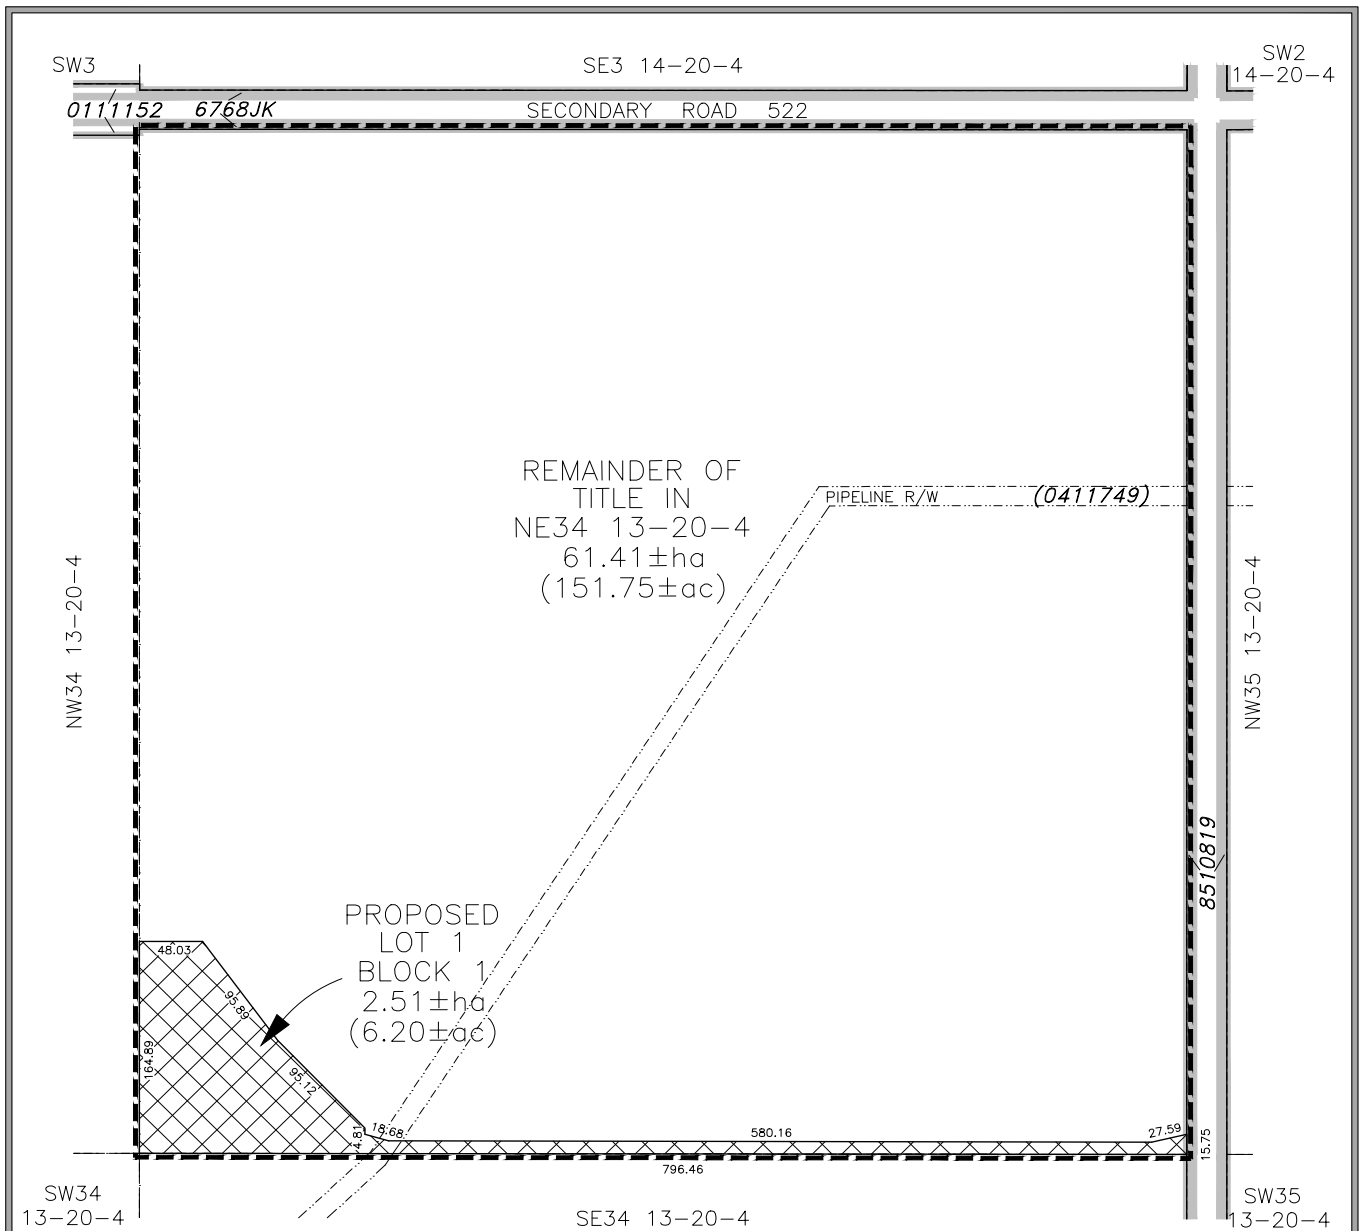 SW3
SE3 14-20-4
SW2
14-20-4
0111152
6768JK
SECONDARY ROAD 522
REMAINDER OF
TITLE IN
NE34 13-20-4
61.41±ha
(151.75±ac)
PIPELINE R/W
(0411749)
NW34 13-20-4
NW35 13-20-4
8510819
PROPOSED
LOT 1
BLOCK 1
2.51±ha
(6.20±ac)
48.03
95.89
164.89
95.12
4.81
18.68
580.16
27.59
15.75
796.46
SW34
13-20-4
SE34 13-20-4
SW35
13-20-4